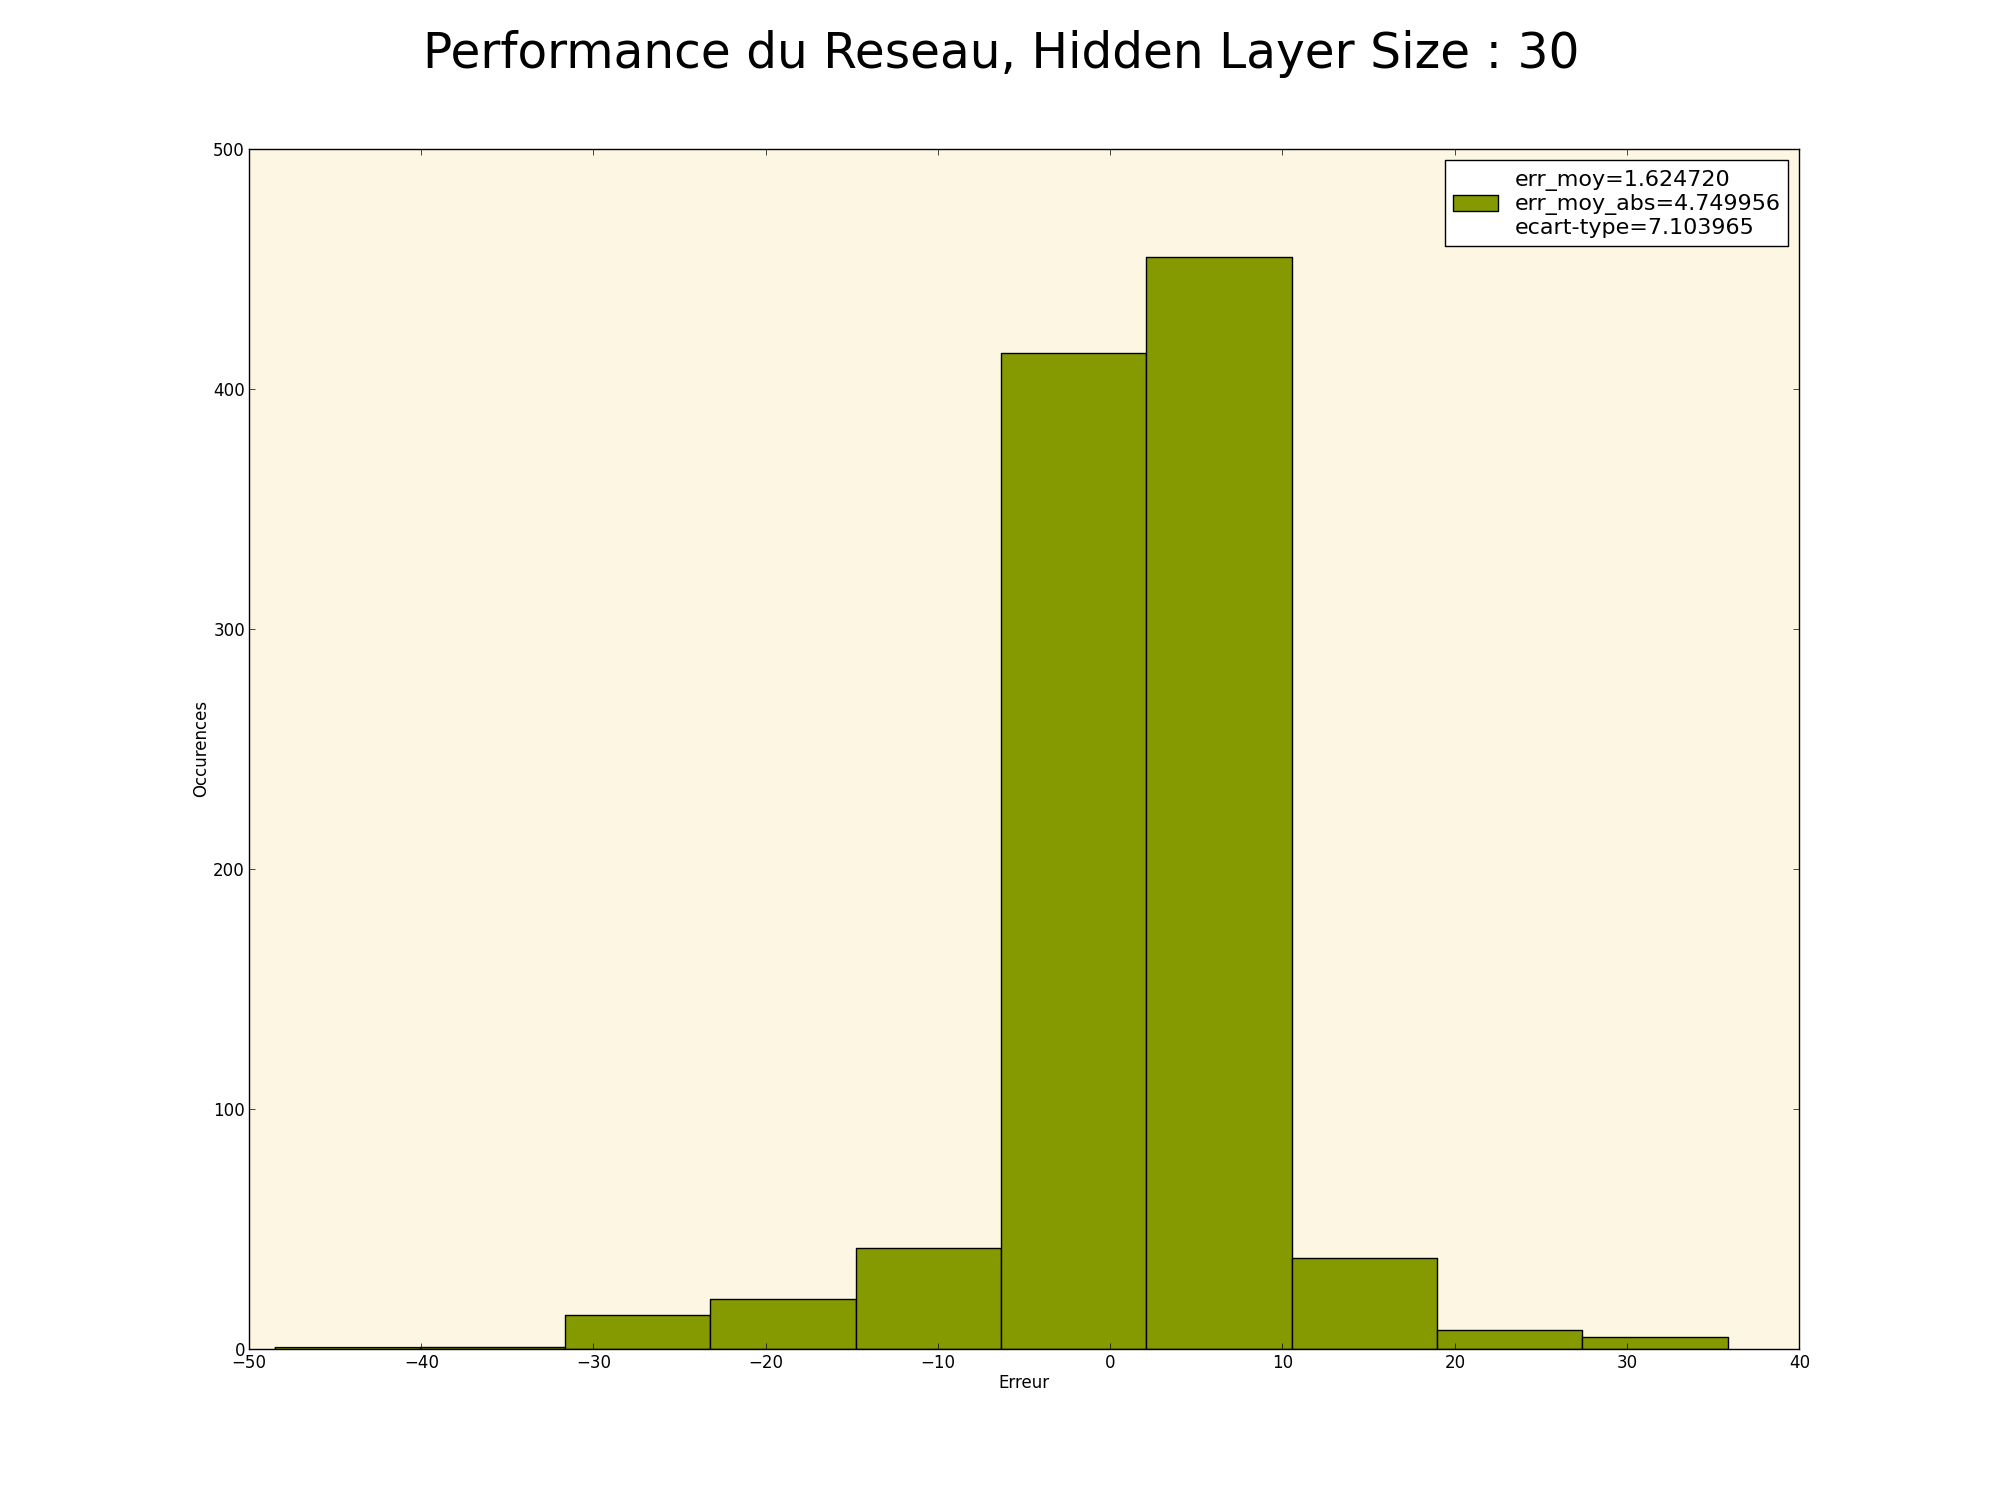 Performance du Reseau, Hidden Layer Size : 30
500
err_moy=1.624720
err_moy_abs=4.749956
ecart-type=7.103965
400
300
Occurences
200
100
0
−50 −40 −30 −20 −10 0 10 20 30 40
Erreur